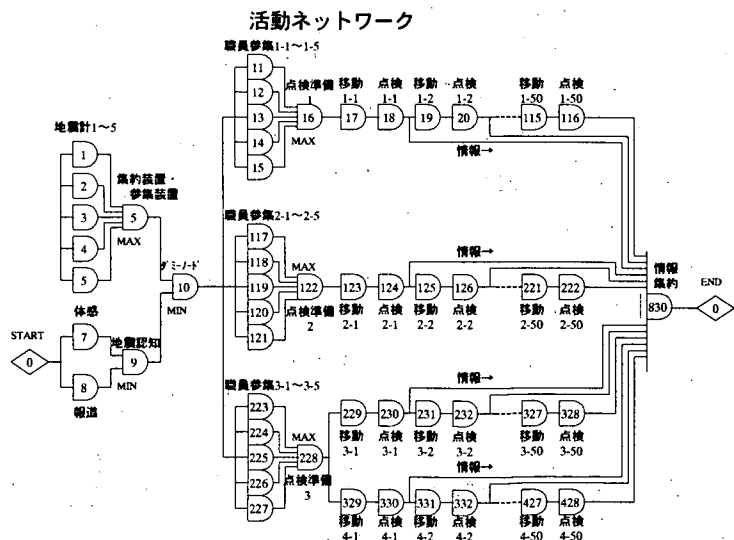 活動ネットワーク
職員参集1-1～1-5
11
12
13
14
15
点検準備
1
16
MAX
移動
1-1
17
点検
1-1
18
移動
1-2
19
点検
1-2
20
移動
1-50
115
点検
1-50
116
情報→
地震計1～5
1
2
3
4
5
集約装置・
参集装置
5
MAX
ダミーノード
10
MIN
体感
START
0
7
8
報道
地震認知
9
MIN
職員参集2-1～2-5
117
118
119
120
121
MAX
122
点検準備
2
123
移動
2-1
124
点検
2-1
125
移動
2-2
126
点検
2-2
221
移動
2-50
222
点検
2-50
情報→
情報
集約
830
END
0
職員参集3-1～3-5
223
224
225
226
227
MAX
228
点検準備
3
229
移動
3-1
230
点検
3-1
231
移動
3-2
232
点検
3-2
327
移動
3-50
328
点検
3-50
情報→
329
移動
4-1
330
点検
4-1
331
移動
4-2
332
点検
4-2
427
移動
4-50
428
点検
4-50
情報→